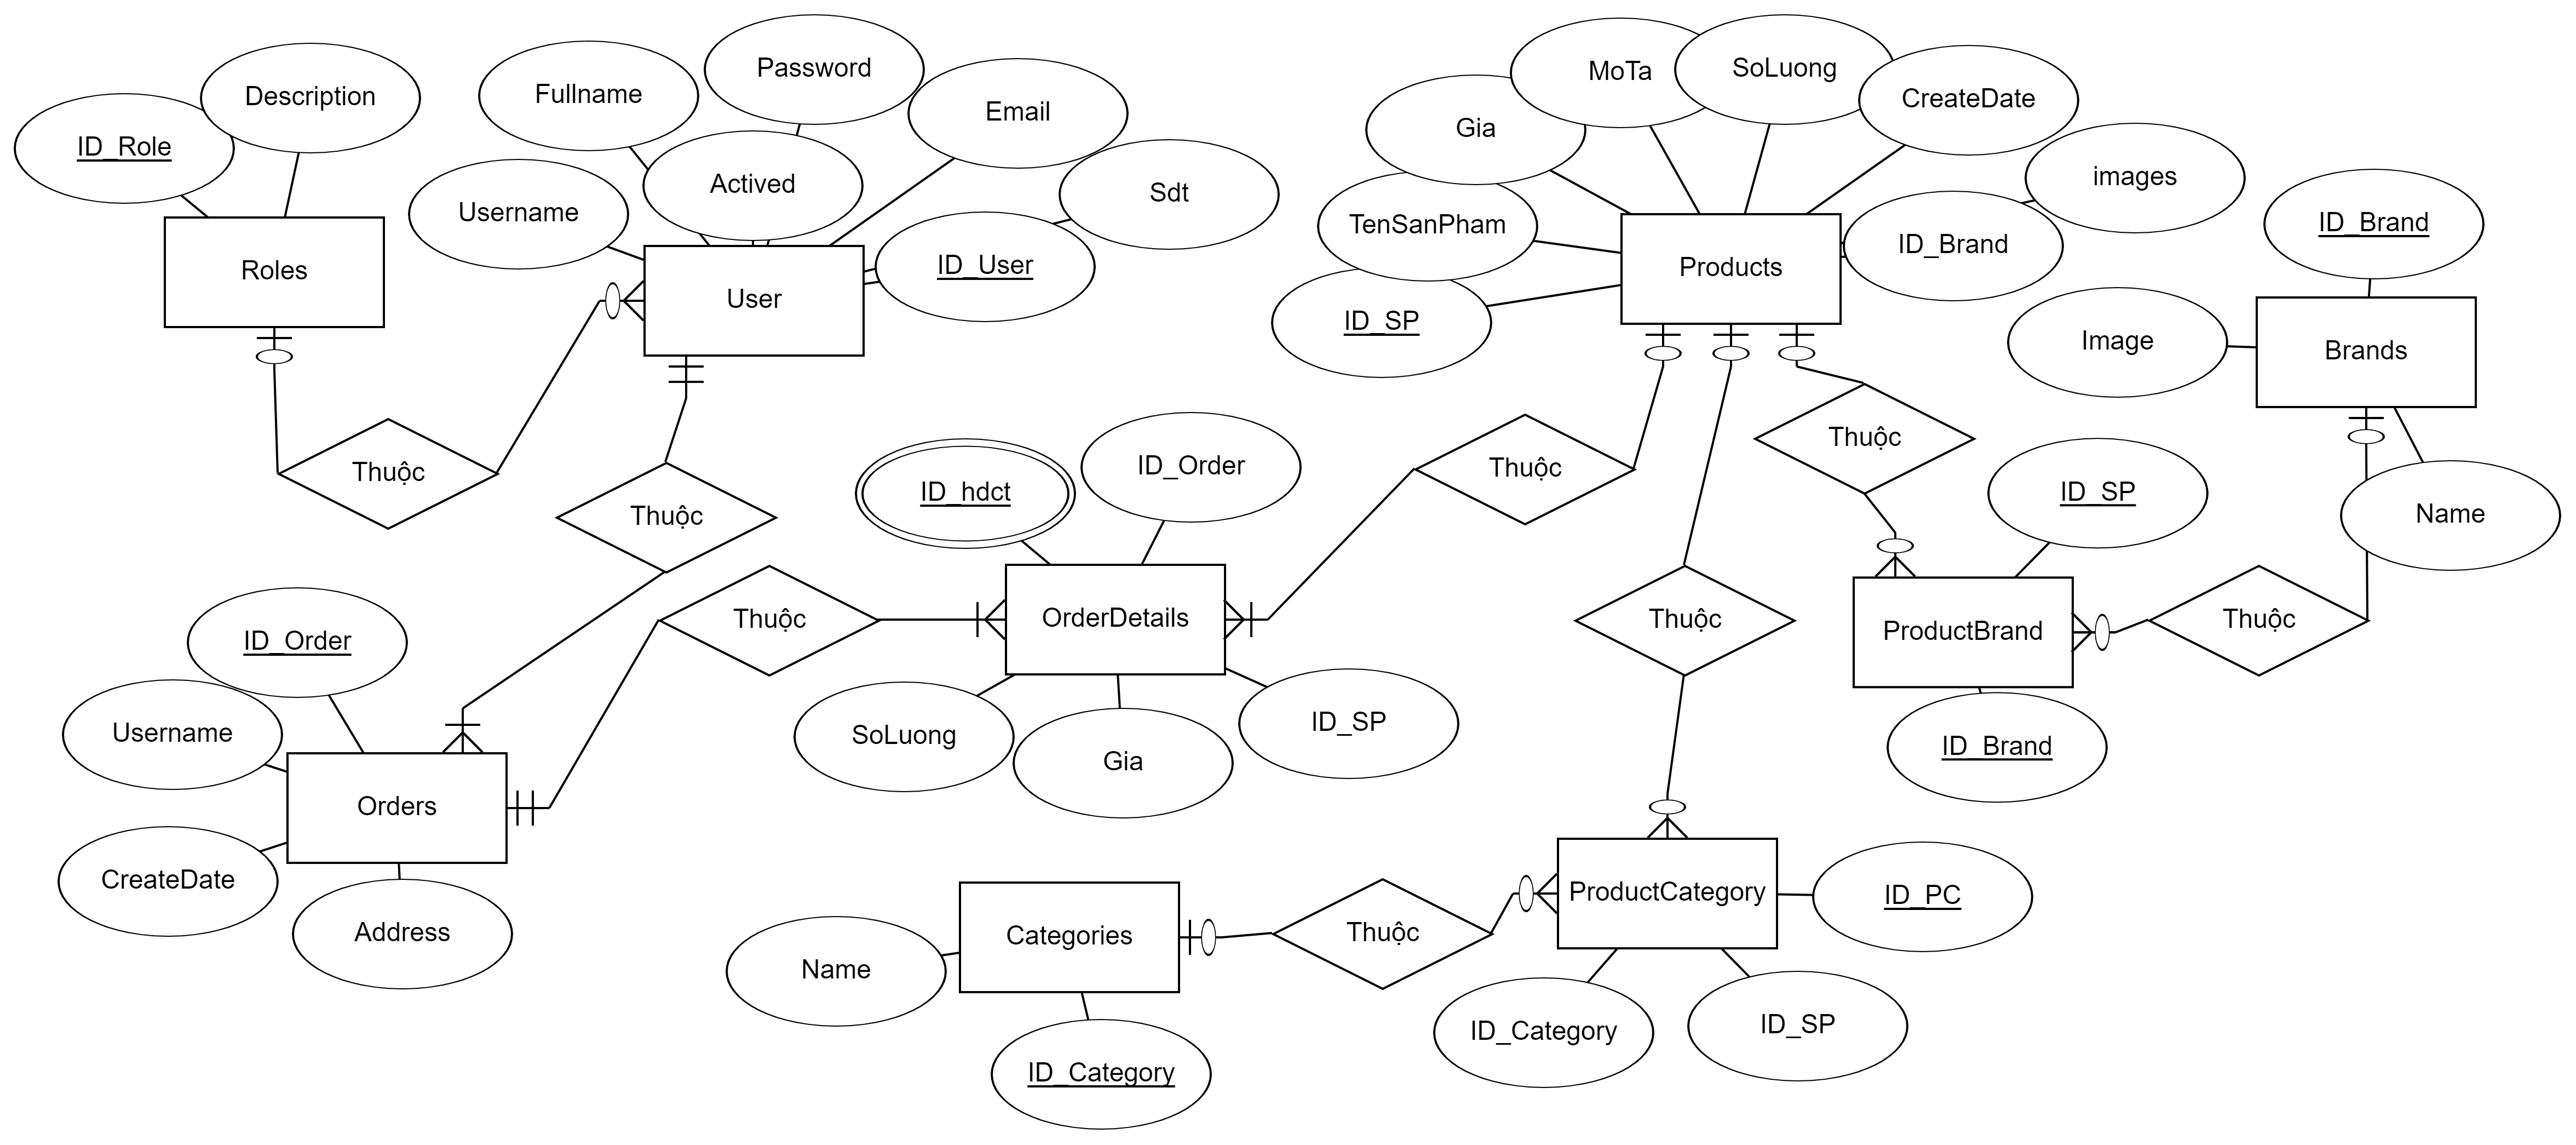 Password
SoLuong
MoTa
Fullname
Description
CreateDate
Email
Gia
ID_Role
images
Actived
Sdt
Username
TenSanPham
ID_Brand
ID_Brand
ID_User
Products
Roles
User
ID_SP
Image
Brands
Thuộc
ID_Order
Thuộc
Thuộc
ID_hdct
ID_SP
Name
Thuộc
OrderDetails
Thuộc
Thuộc
Thuộc
ProductBrand
ID_Order
ID_SP
Username
SoLuong
ID_Brand
Gia
Orders
CreateDate
ProductCategory
ID_PC
Address
Categories
Thuộc
Name
ID_SP
ID_Category
ID_Category
Thuộc